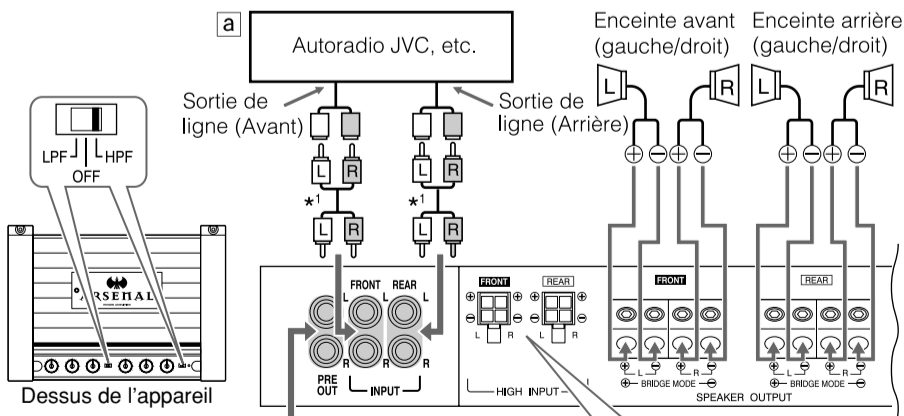 a
Autoradio JVC, etc.
Sortie de
ligne (Avant)
Sortie de
ligne (Arrière)
Enceinte avant
(gauche/droit)
Enceinte arrière
(gauche/droit)
L
R
L
R
⊕ ⊖ ⊕ ⊖
⊕ ⊖ ⊕ ⊖
LPF
HPF
OFF
L R
L R
*1
*1
L R
L R
ARSENAL
Dessus de l'appareil
FRONT REAR
L L L
R R R
PRE
OUT
INPUT
FRONT
REAR
⊕ ⊕ ⊕ ⊕
⊖ ⊖ ⊖ ⊖
L R L R
HIGH INPUT
FRONT
REAR
L R
L R
⊕ BRIDGE MODE ⊖
⊕ BRIDGE MODE ⊖
SPEAKER OUTPUT